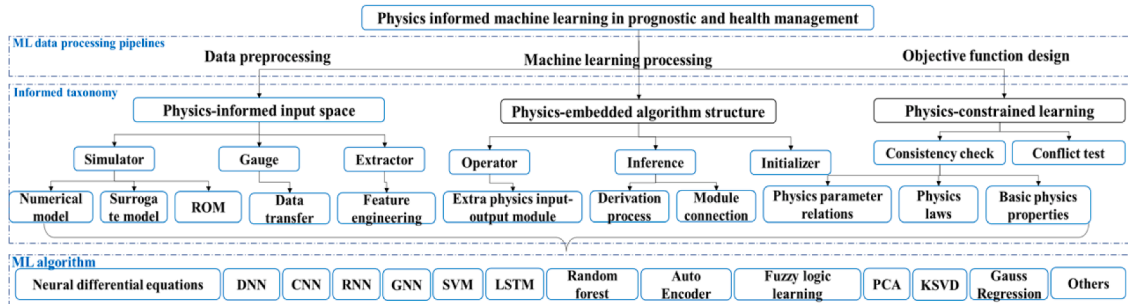 Physics informed machine learning in prognostic and health management
ML data processing pipelines
Data preprocessing
Machine learning processing
Objective function design
Informed taxonomy
Physics-informed input space
Physics-embedded algorithm structure
Physics-constrained learning
Simulator
Gauge
Extractor
Operator
Inference
Initializer
Consistency check
Conflict test
Numerical
model
Surroga
te model
ROM
Data
transfer
Feature
engineering
Extra physics input-
output module
Derivation
process
Module
connection
Physics parameter
relations
Physics
laws
Basic physics
properties
ML algorithm
Neural differential equations
DNN
CNN
RNN
GNN
SVM
LSTM
Random
forest
Auto
Encoder
Fuzzy logic
learning
PCA
KSVD
Gauss
Regression
Others